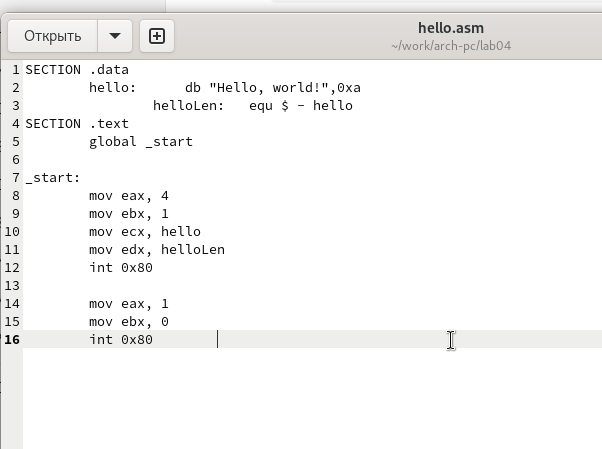 hello.asm
Открыть
~/work/arch-pc/lab04
1 SECTION .data
2 hello: db "Hello, world!",0xa
3 helloLen: equ $ - hello
4 SECTION .text
5 global _start
6
7 _start:
8 mov eax, 4
9 mov ebx, 1
10 mov ecx, hello
11 mov edx, helloLen
12 int 0x80
13
14 mov eax, 1
15 mov ebx, 0
16 int 0x80